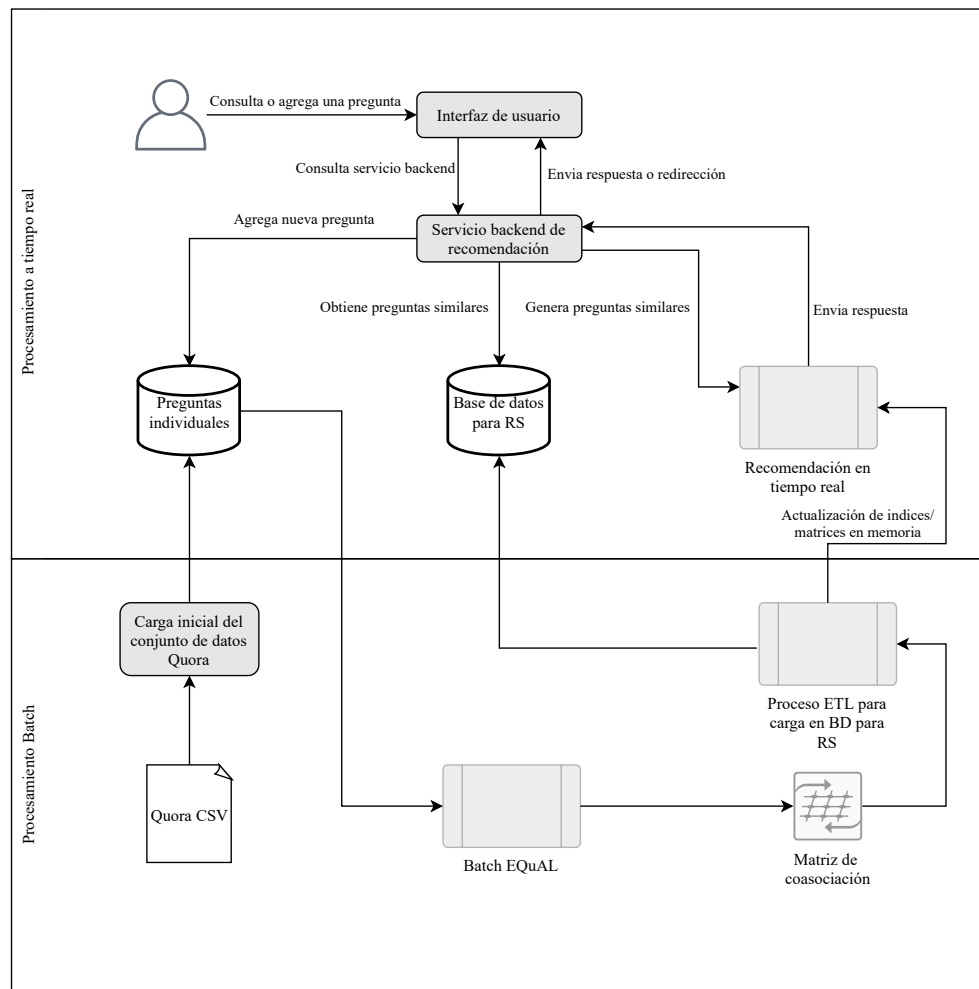 Procesamiento a tiempo real
Consulta o agrega una pregunta
Interfaz de usuario
Consulta servicio backend
Envia respuesta o redirección
Agrega nueva pregunta
Servicio backend de
recomendación
Obtiene preguntas similares
Genera preguntas similares
Envia respuesta
Preguntas
individuales
Base de datos
para RS
Recomendación en
tiempo real
Actualización de indices/
matrices en memoria
Procesamiento Batch
Carga inicial del
conjunto de datos
Quora
Proceso ETL para
carga en BD para
RS
Quora CSV
Batch EQuAL
Matriz de
coasociación